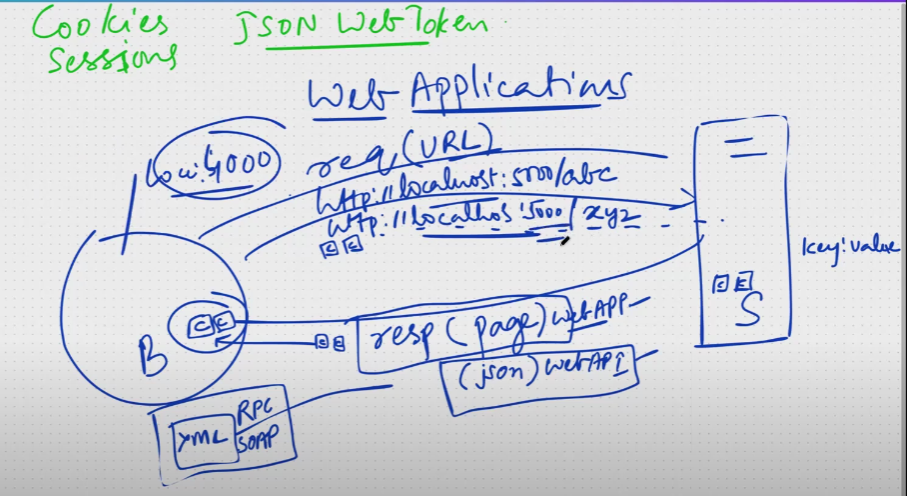 Cookies
Sessions
JSON Web Token
Web Applications
req (URL)
http://localhost:5000/abc
http://localhos:5000/xyz
C C
key:value
C C
S
C C
B
C C
resp (page) WebAPP
(json) WebAPI
XML
RPC
SOAP